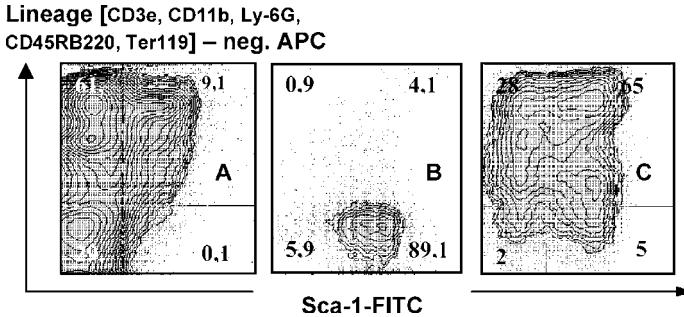 Lineage [CD3e, CD11b, Ly-6G,
CD45RB220, Ter119] – neg. APC
61 9,1 0,9 4,1 28 65
A B C
0,1 5,9 89,1 2 5
Sca-1-FITC